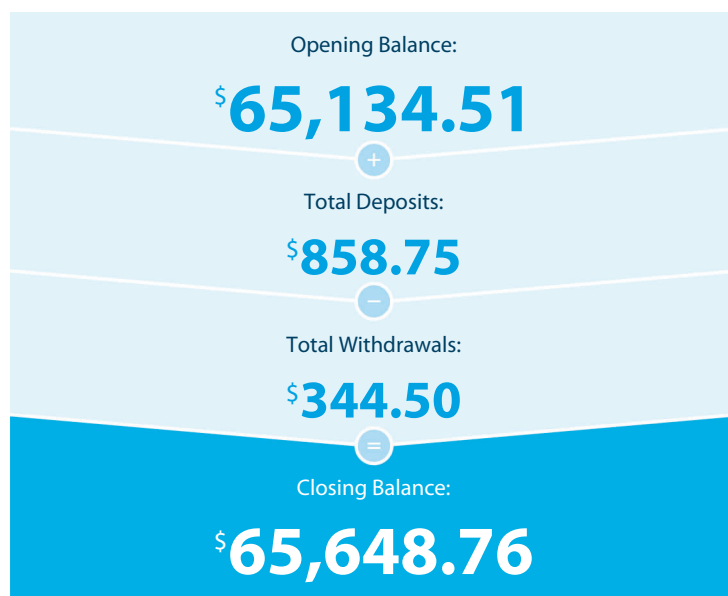 Opening Balance:
$65,134.51
+
Total Deposits:
$858.75
−
Total Withdrawals:
$344.50
=
Closing Balance:
$65,648.76